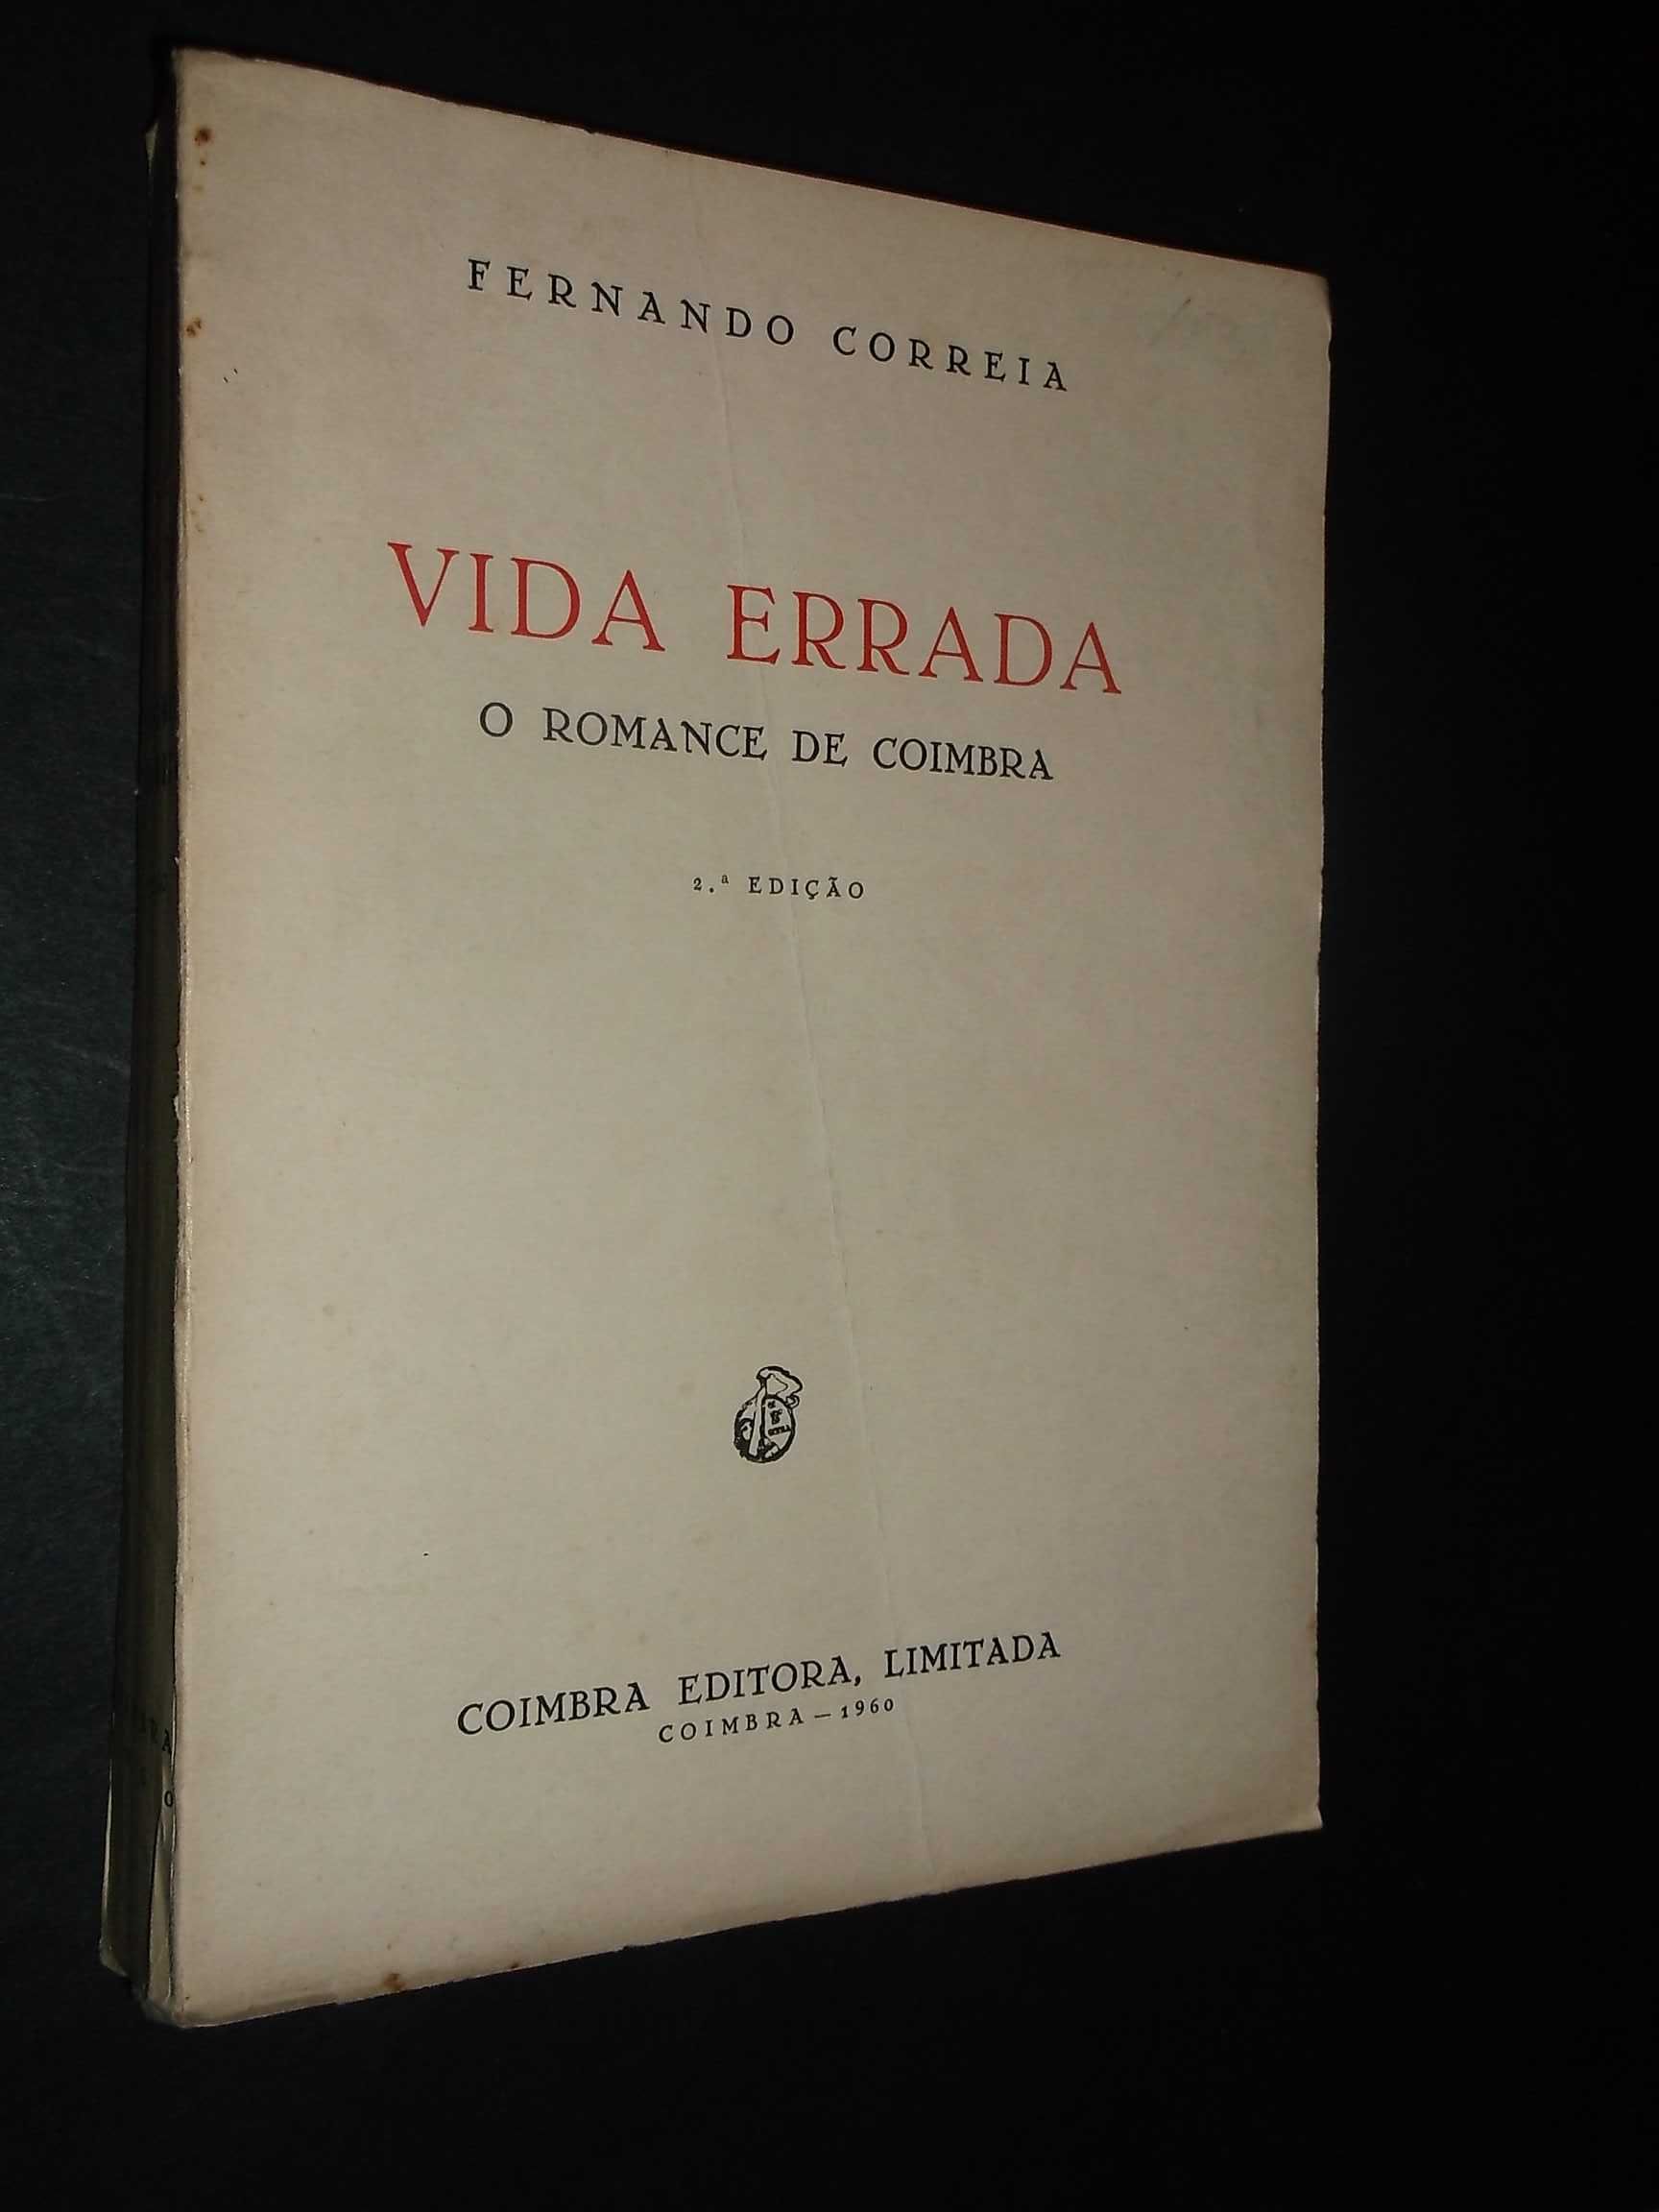 FERNANDO CORREIA
VIDA ERRADA
O ROMANCE DE COIMBRA
2.ª EDIÇÃO
COIMBRA EDITORA, LIMITADA
COIMBRA — 1960